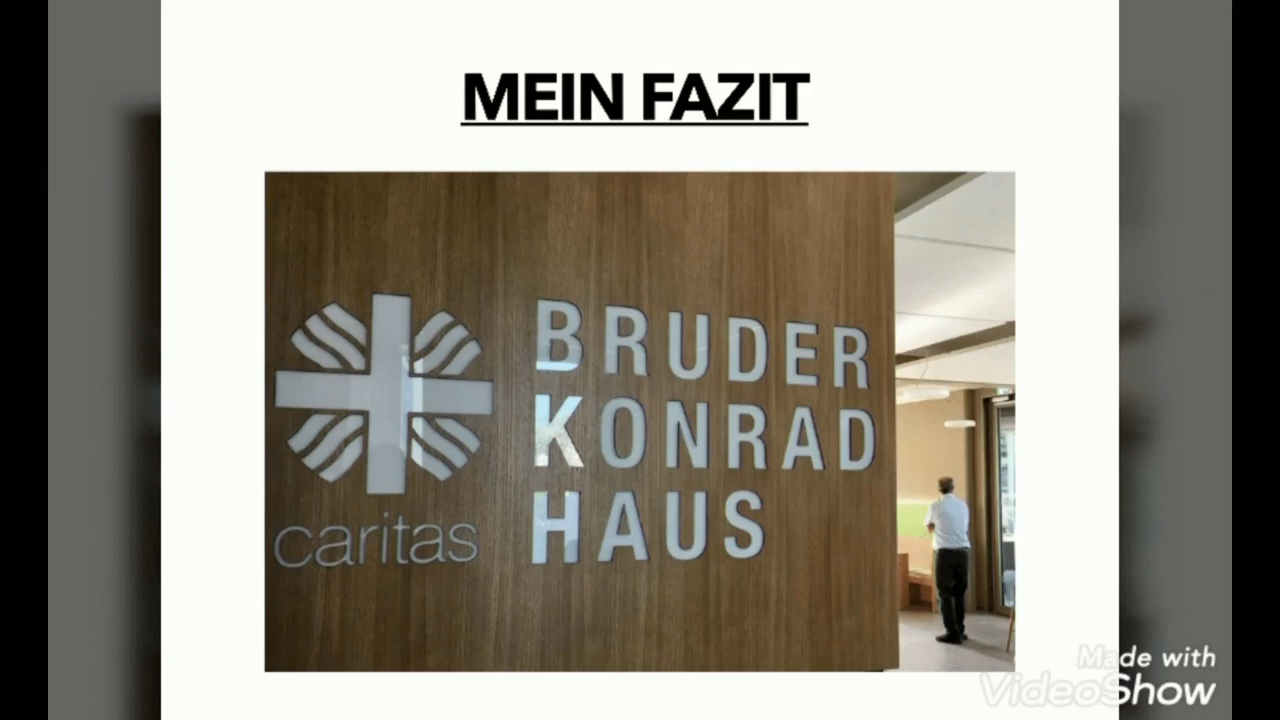 MEIN FAZIT
caritas
BRUDER
KONRAD
HAUS
Made with
VideoShow